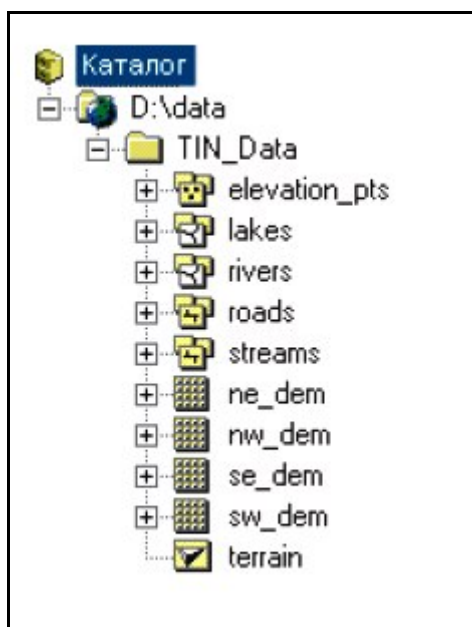 Каталог
D:\data
TIN_Data
elevation_pts
lakes
rivers
roads
streams
ne_dem
nw_dem
se_dem
sw_dem
terrain